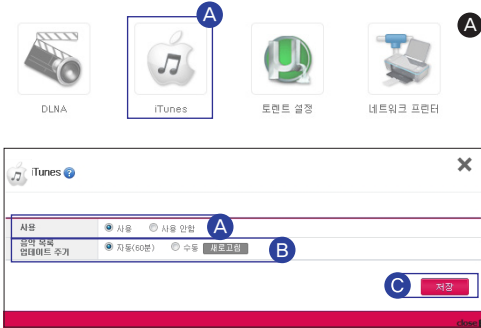 A
A
DLNA
iTunes
토렌트 설정
네트워크 프린터
iTunes ?
사용
사용
사용 안함
A
음악 목록
업데이트 주기
자동(60분)
수동
새로고침
B
C
저장
close